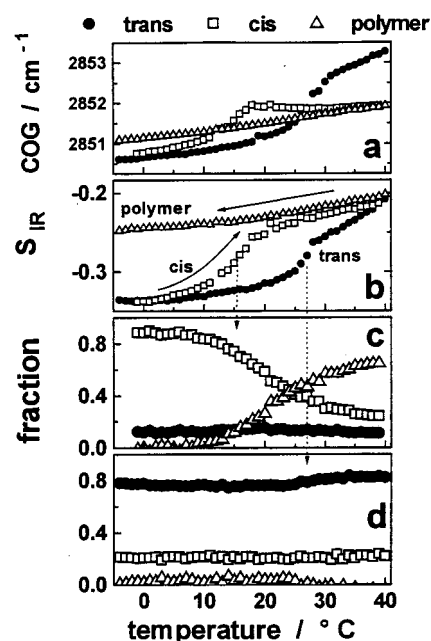 ● trans □ cis △ polymer
COG / cm⁻¹
2853
2852
2851
a
S_IR
-0.2
-0.3
polymer
cis
trans
b
fraction
0.8
0.4
0.0
c
0.8
0.4
0.0
d
0 10 20 30 40
temperature / °C